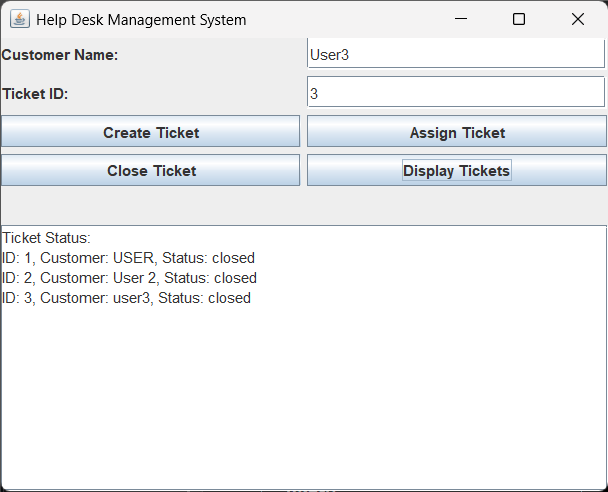 Help Desk Management System
Customer Name:
User3
Ticket ID:
3
Create Ticket
Assign Ticket
Close Ticket
Display Tickets
Ticket Status:
ID: 1, Customer: USER, Status: closed
ID: 2, Customer: User 2, Status: closed
ID: 3, Customer: user3, Status: closed